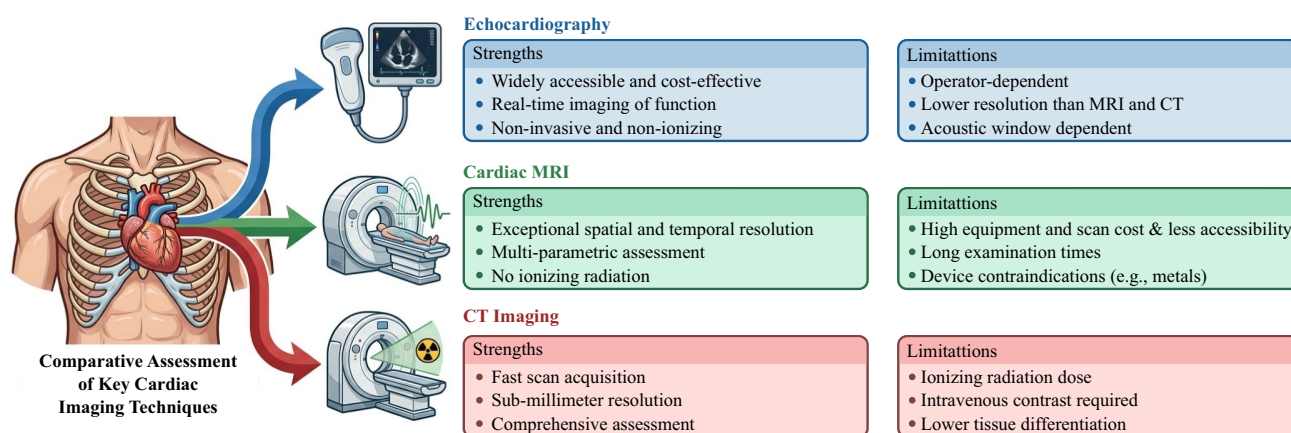 Echocardiography
Strengths
• Widely accessible and cost-effective
• Real-time imaging of function
• Non-invasive and non-ionizing
Limitattions
• Operator-dependent
• Lower resolution than MRI and CT
• Acoustic window dependent
Cardiac MRI
Strengths
• Exceptional spatial and temporal resolution
• Multi-parametric assessment
• No ionizing radiation
Limitattions
• High equipment and scan cost & less accessibility
• Long examination times
• Device contraindications (e.g., metals)
CT Imaging
Strengths
• Fast scan acquisition
• Sub-millimeter resolution
• Comprehensive assessment
Limitattions
• Ionizing radiation dose
• Intravenous contrast required
• Lower tissue differentiation
Comparative Assessment
of Key Cardiac
Imaging Techniques